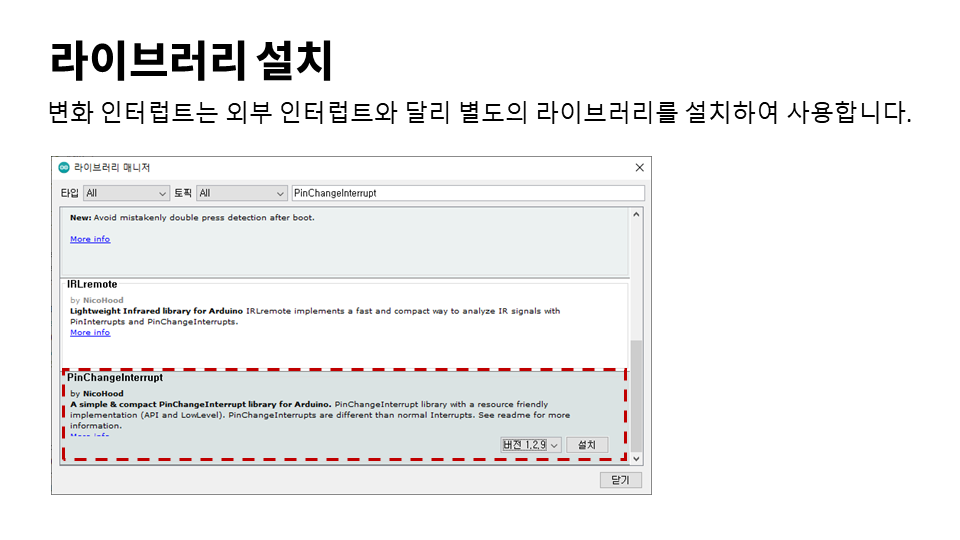 라이브러리 설치
변화 인터럽트는 외부 인터럽트와 달리 별도의 라이브러리를 설치하여 사용합니다.
라이브러리 매니저
타입 All 토픽 All PinChangeInterrupt
New: Avoid mistakenly double press detection after boot.
More info
IRLremote
by NicoHood
Lightweight Infrared library for Arduino IRLremote implements a fast and compact way to analyze IR signals with
PinInterrupts and PinChangeInterrupts.
More info
PinChangeInterrupt
by NicoHood
A simple & compact PinChangeInterrupt library for Arduino. PinChangeInterrupt library with a resource friendly
implementation (API and LowLevel). PinChangeInterrupts are different than normal Interrupts. See readme for more
information.
More info
버전 1.2.9 설치
닫기